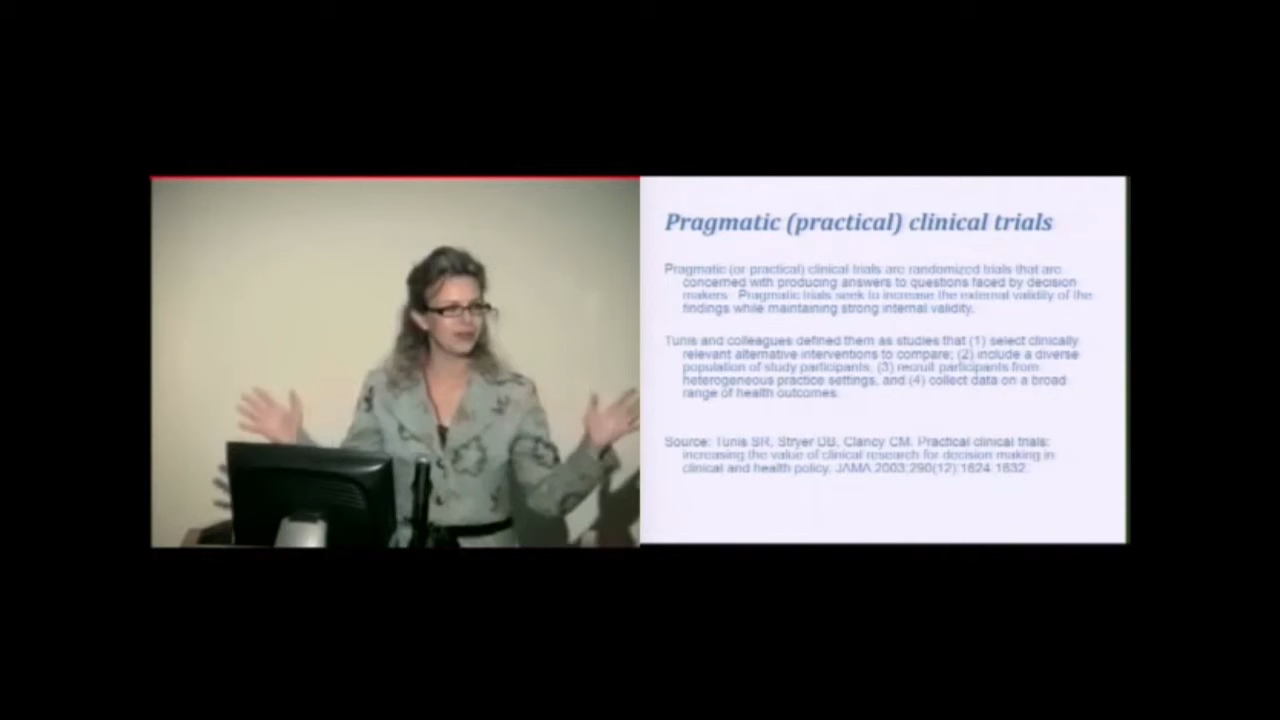 Pragmatic (practical) clinical trials
Pragmatic (or practical) clinical trials are randomized trials that are
concerned with producing answers to questions faced by decision
makers. Pragmatic trials seek to increase the external validity of the
findings while maintaining strong internal validity.
Tunis and colleagues defined them as studies that (1) select clinically
relevant alternative interventions to compare; (2) include a diverse
population of study participants, (3) recruit participants from
heterogeneous practice settings, and (4) collect data on a broad
range of health outcomes.
Source: Tunis SR, Stryer DB, Clancy CM. Practical clinical trials:
increasing the value of clinical research for decision making in
clinical and health policy. JAMA 2003;290(12):1624-1632.